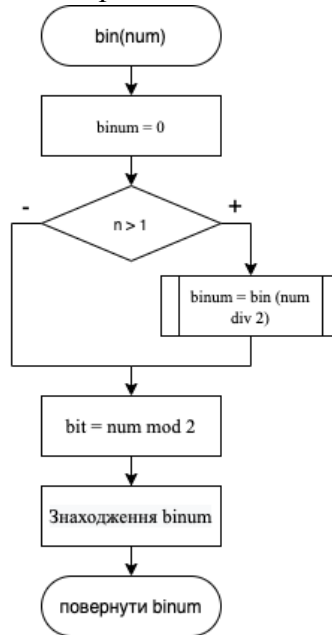 bin(num)
binum = 0
-
+
n > 1
binum = bin (num
div 2)
bit = num mod 2
Знаходження binum
повернути binum